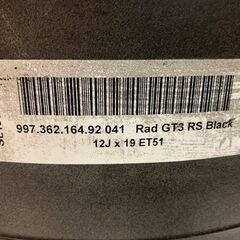 997.362.164.92 041 Rad GT3 RS Black
12J x 19 ET51